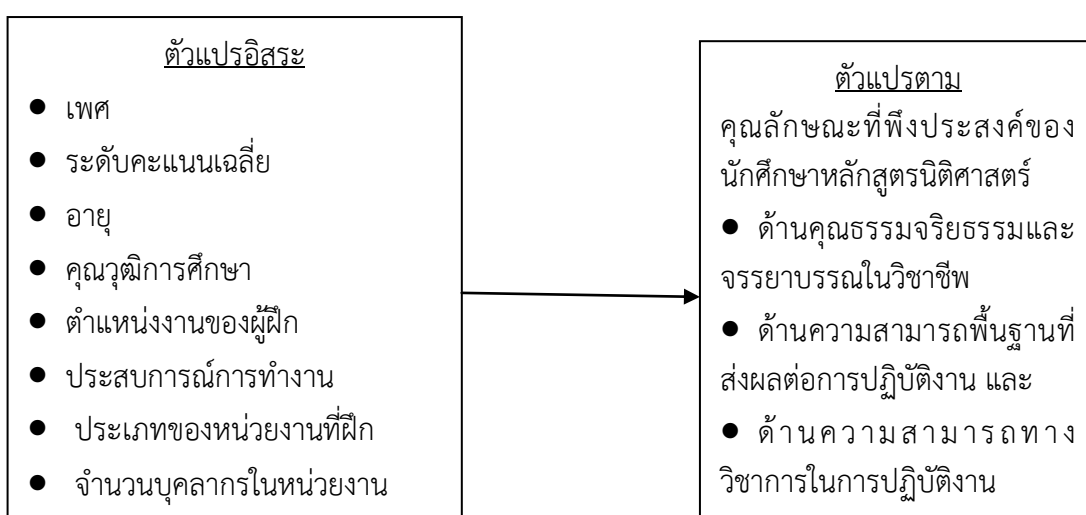 ตัวแปรอิสระ
● เพศ
● ระดับคะแนนเฉลี่ย
● อายุ
● คุณวุฒิการศึกษา
● ตำแหน่งงานของผู้ฝึก
● ประสบการณ์การทำงาน
● ประเภทของหน่วยงานที่ฝึก
● จำนวนบุคลากรในหน่วยงาน
ตัวแปรตาม
คุณลักษณะที่พึงประสงค์ของ
นักศึกษาหลักสูตรนิติศาสตร์
● ด้านคุณธรรมจริยธรรมและ
จรรยาบรรณในวิชาชีพ
● ด้านความสามารถพื้นฐานที่
ส่งผลต่อการปฏิบัติงาน และ
● ด้านความสามารถทาง
วิชาการในการปฏิบัติงาน